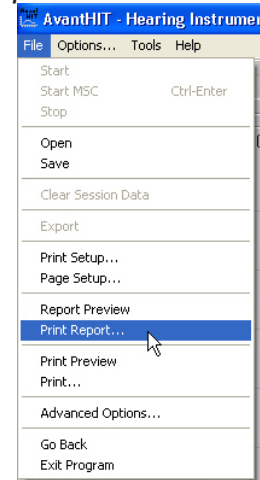 AvantHIT - Hearing Instrume
File Options... Tools Help
Start
Start MSC Ctrl-Enter
Stop
Open
Save
Clear Session Data
Export
Print Setup...
Page Setup...
Report Preview
Print Report...
Print Preview
Print...
Advanced Options...
Go Back
Exit Program